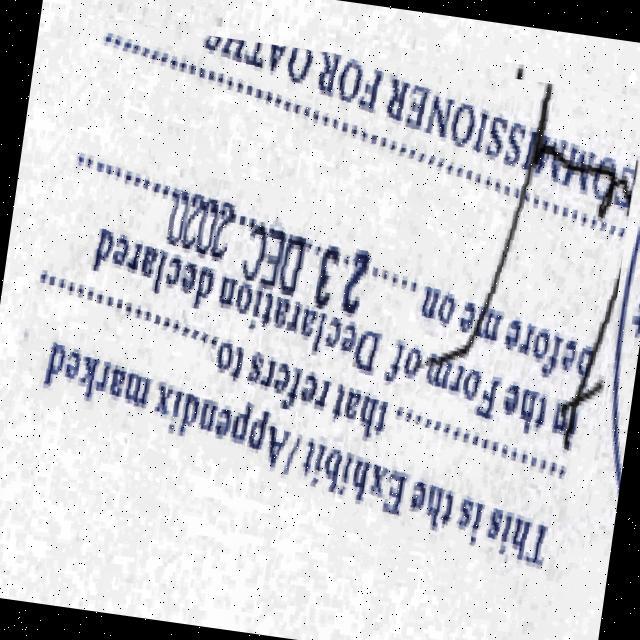 This is the Exhibit / Appendix marked
.................... that refers to ....................
in the Form of Declaration declared
before me on ..... 23 DEC 2020 .....
........................................
COMMISSIONER FOR OATHS